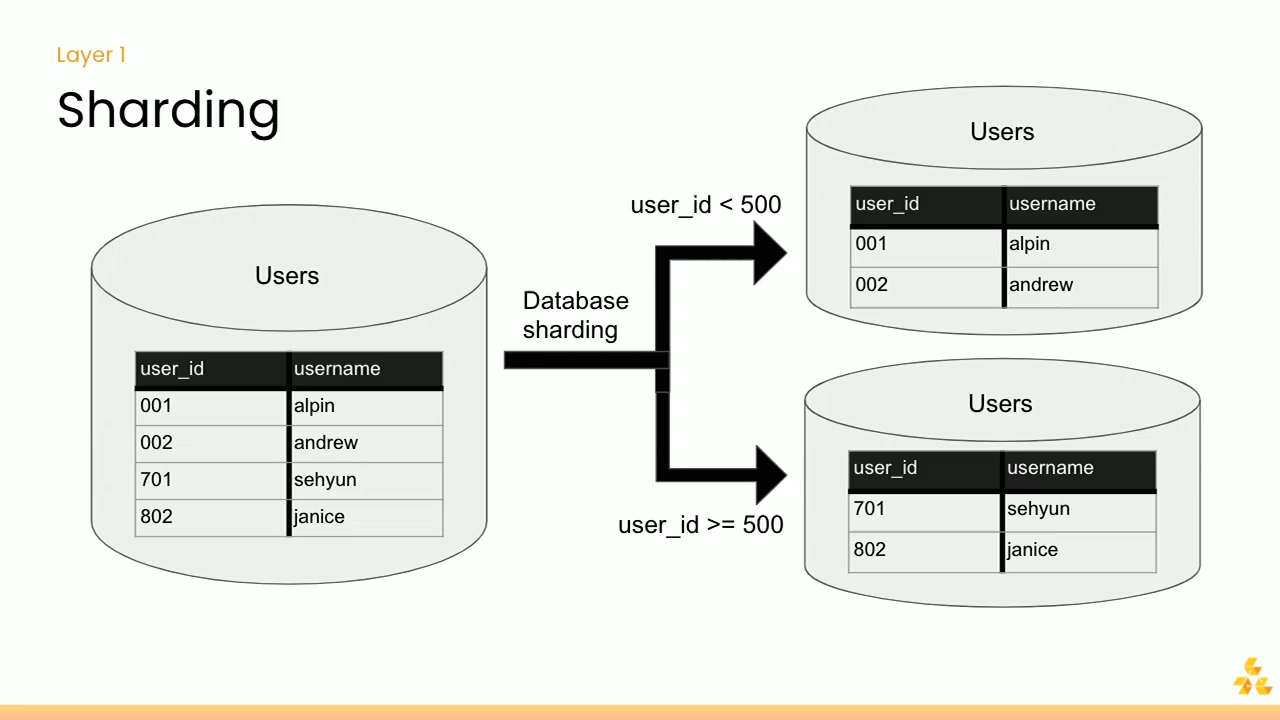 Layer 1
Sharding
Users
user_id username
001 alpin
002 andrew
701 sehyun
802 janice
Database
sharding
user_id < 500
user_id >= 500
Users
user_id username
001 alpin
002 andrew
Users
user_id username
701 sehyun
802 janice